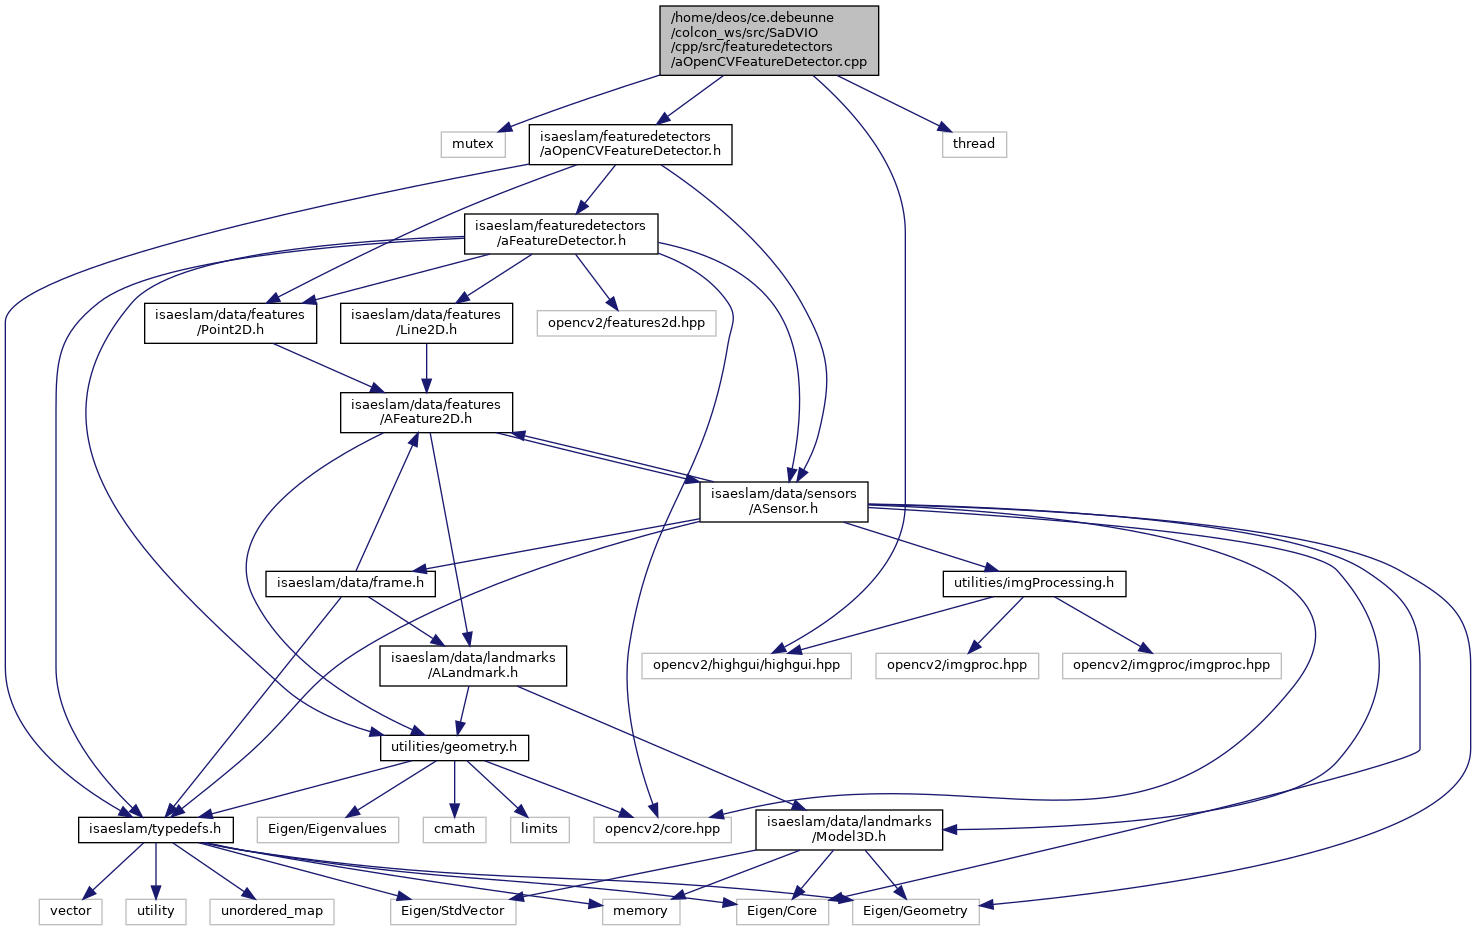 /home/deos/ce.debeunne
/colcon_ws/src/SaDVIO
/cpp/src/featuredetectors
/aOpenCVFeatureDetector.cpp
mutex
isaeslam/featuredetectors
/aOpenCVFeatureDetector.h
thread
isaeslam/featuredetectors
/aFeatureDetector.h
isaeslam/data/features
/Point2D.h
isaeslam/data/features
/Line2D.h
opencv2/features2d.hpp
isaeslam/data/features
/AFeature2D.h
isaeslam/data/sensors
/ASensor.h
isaeslam/data/frame.h
utilities/imgProcessing.h
isaeslam/data/landmarks
/ALandmark.h
opencv2/highgui/highgui.hpp
opencv2/imgproc.hpp
opencv2/imgproc/imgproc.hpp
utilities/geometry.h
isaeslam/typedefs.h
Eigen/Eigenvalues
cmath
limits
opencv2/core.hpp
isaeslam/data/landmarks
/Model3D.h
vector
utility
unordered_map
Eigen/StdVector
memory
Eigen/Core
Eigen/Geometry